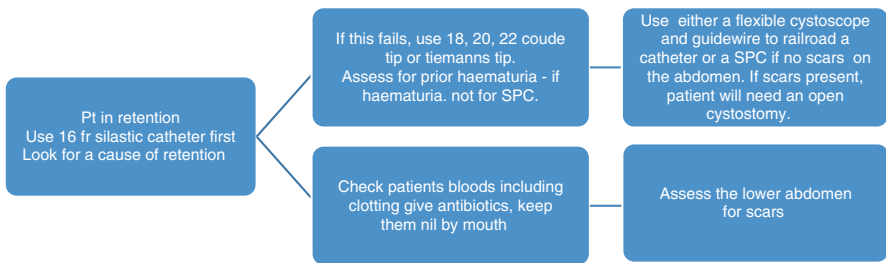 Pt in retention
Use 16 fr silastic catheter first
Look for a cause of retention
If this fails, use 18, 20, 22 coude
tip or tiemanns tip.
Assess for prior haematuria - if
haematuria. not for SPC.
Use either a flexible cystoscope
and guidewire to railroad a
catheter or a SPC if no scars on
the abdomen. If scars present,
patient will need an open
cystostomy.
Check patients bloods including
clotting give antibiotics, keep
them nil by mouth
Assess the lower abdomen
for scars